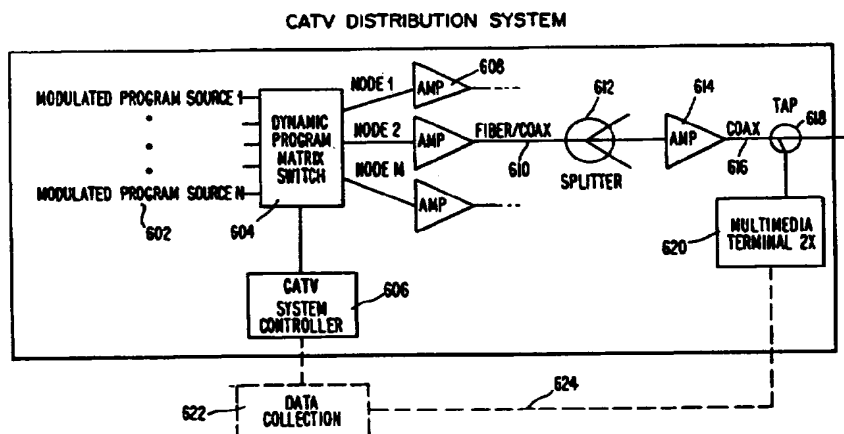 CATV DISTRIBUTION SYSTEM
MODULATED PROGRAM SOURCE 1
MODULATED PROGRAM SOURCE N
602
DYNAMIC
PROGRAM
MATRIX
SWITCH
604
NODE 1
AMP
608
NODE 2
AMP
FIBER/COAX
610
NODE M
AMP
612
SPLITTER
614
AMP
COAX
616
TAP
618
MULTIMEDIA
TERMINAL 2X
620
CATV
SYSTEM
CONTROLLER
606
DATA
COLLECTION
622
624